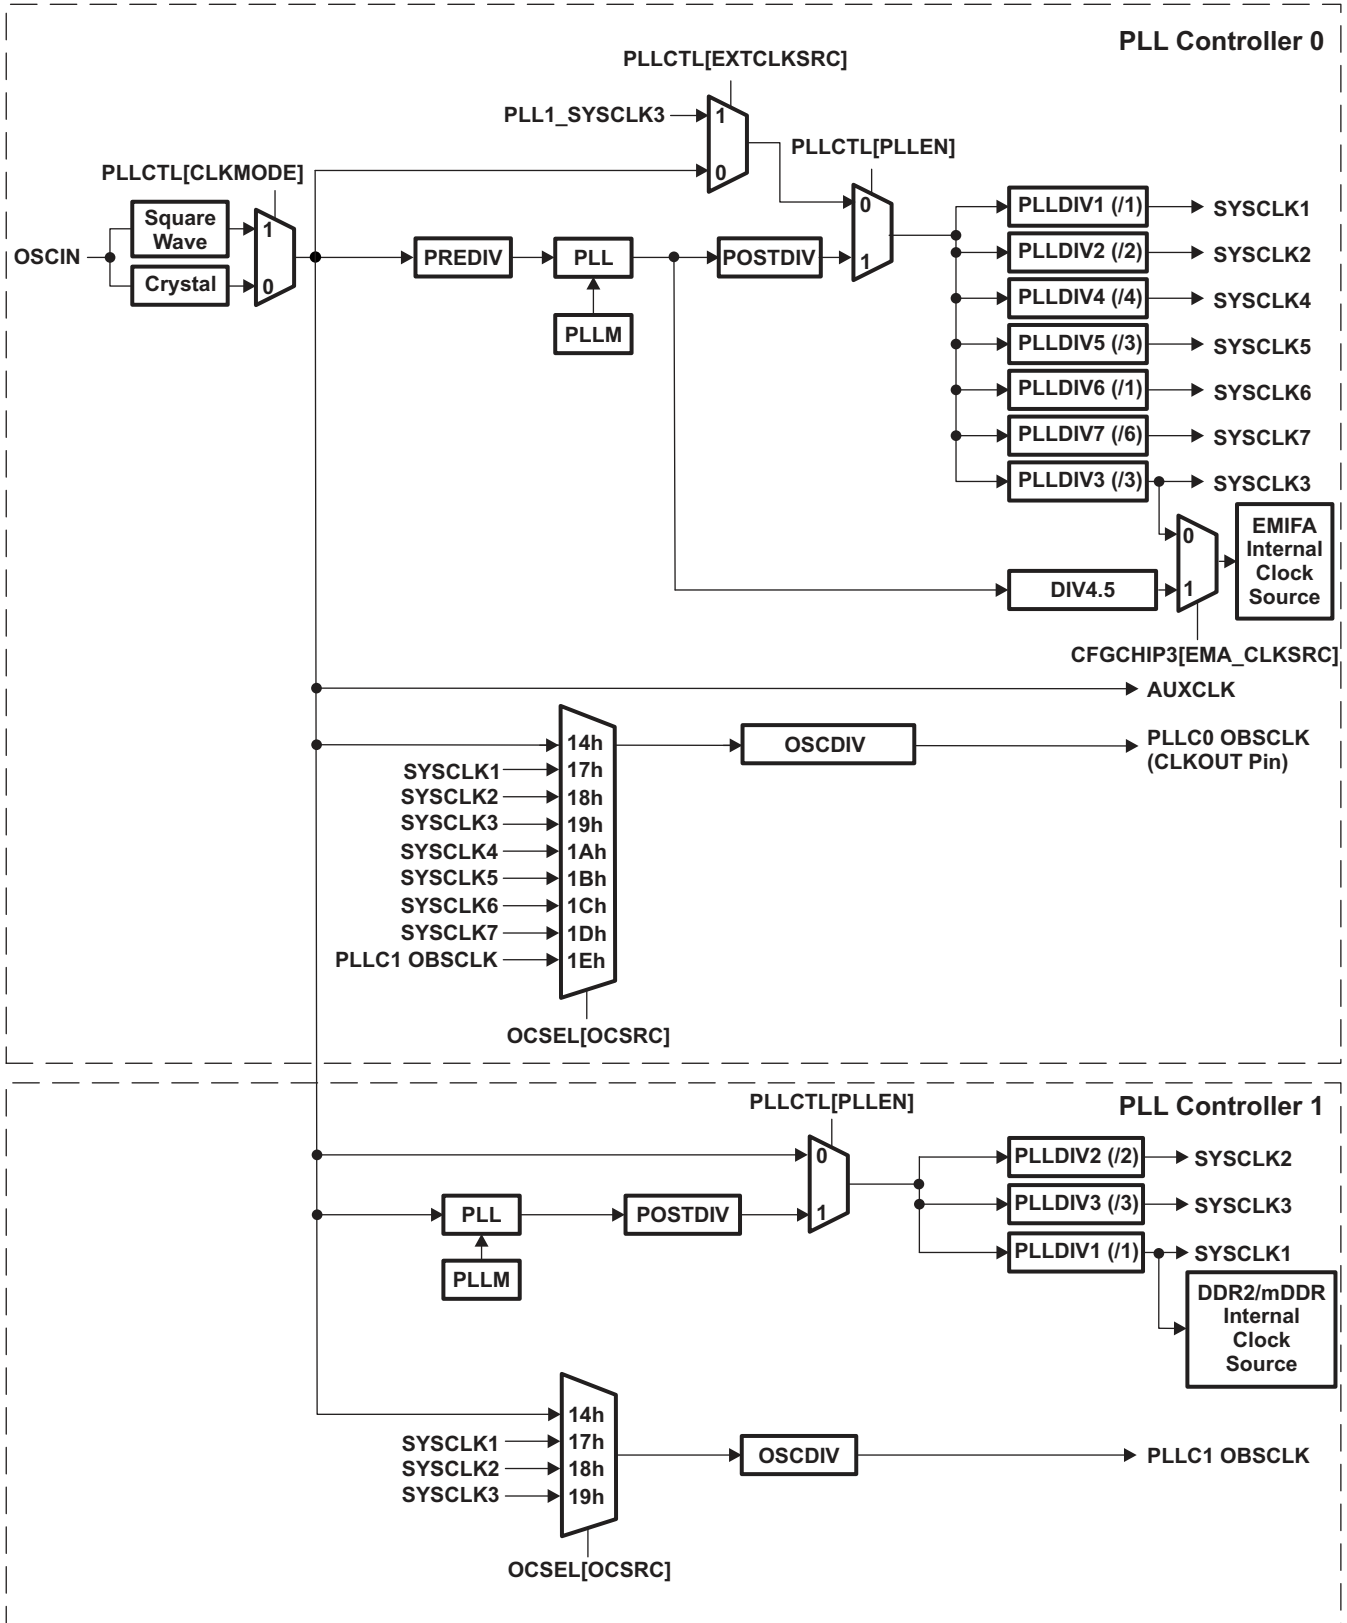 PLL Controller 0
PLLCTL[EXTCLKSRC]
PLL1_SYSCLK3
1
0
PLLCTL[PLLEN]
PLLCTL[CLKMODE]
OSCIN
Square
Wave
Crystal
1
0
PREDIV
PLL
PLLM
POSTDIV
0
1
PLLDIV1 (/1)
SYSCLK1
PLLDIV2 (/2)
SYSCLK2
PLLDIV4 (/4)
SYSCLK4
PLLDIV5 (/3)
SYSCLK5
PLLDIV6 (/1)
SYSCLK6
PLLDIV7 (/6)
SYSCLK7
PLLDIV3 (/3)
SYSCLK3
0
1
EMIFA
Internal
Clock
Source
DIV4.5
CFGCHIP3[EMA_CLKSRC]
AUXCLK
14h
OSCDIV
PLLC0 OBSCLK
(CLKOUT Pin)
SYSCLK1
17h
SYSCLK2
18h
SYSCLK3
19h
SYSCLK4
1Ah
SYSCLK5
1Bh
SYSCLK6
1Ch
SYSCLK7
1Dh
PLLC1 OBSCLK
1Eh
OCSEL[OCSRC]
PLL Controller 1
PLLCTL[PLLEN]
0
1
PLL
PLLM
POSTDIV
PLLDIV2 (/2)
SYSCLK2
PLLDIV3 (/3)
SYSCLK3
PLLDIV1 (/1)
SYSCLK1
DDR2/mDDR
Internal
Clock
Source
14h
SYSCLK1
17h
SYSCLK2
18h
SYSCLK3
19h
OSCDIV
PLLC1 OBSCLK
OCSEL[OCSRC]